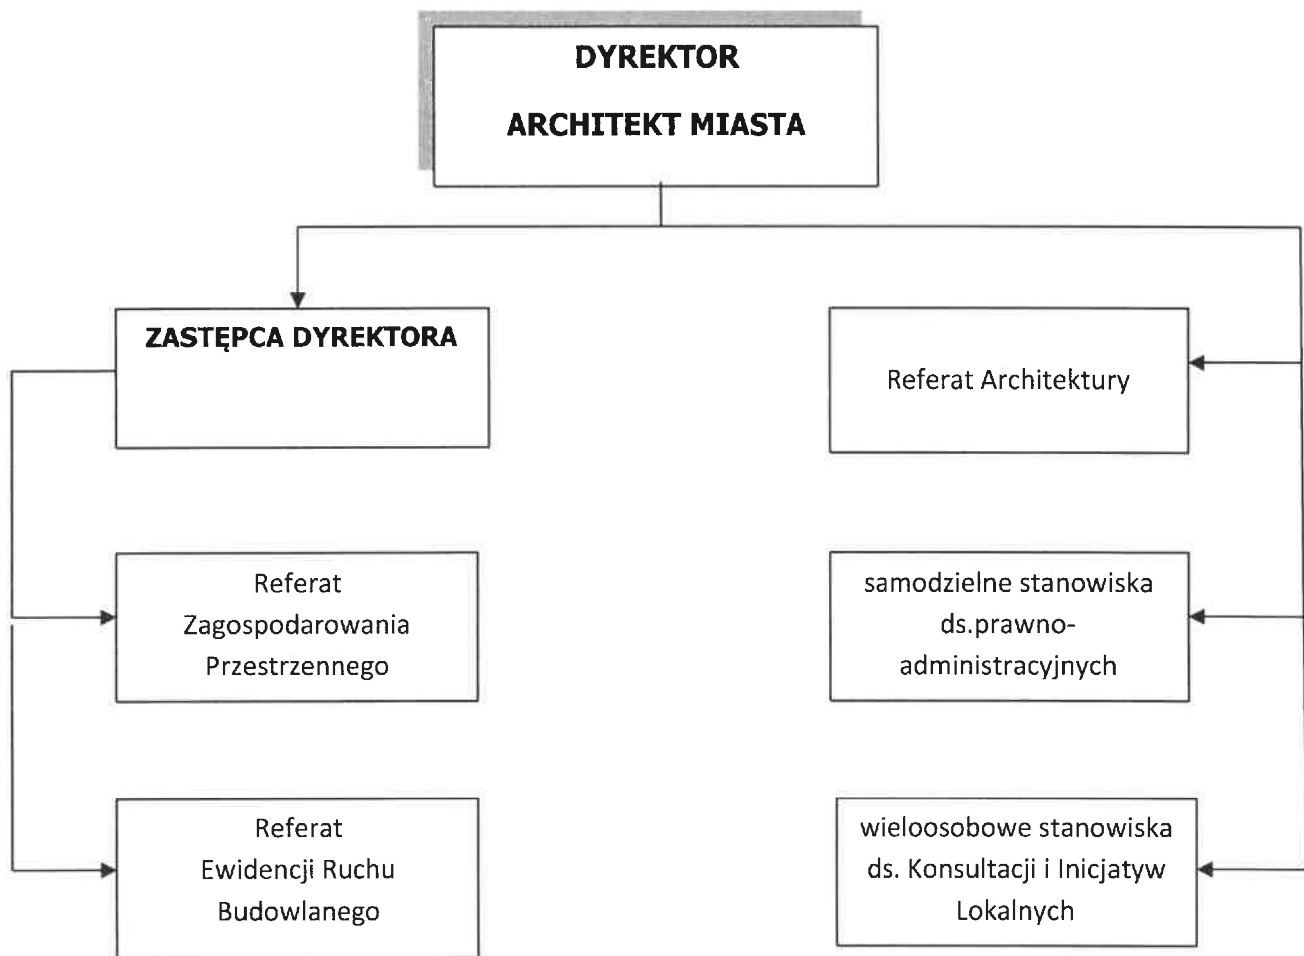 DYREKTOR
ARCHITEKT MIASTA
ZASTĘPCA DYREKTORA
Referat Architektury
Referat
Zagospodarowania
Przestrzennego
samodzielne stanowiska
ds.prawno-
administracyjnych
Referat
Ewidencji Ruchu
Budowlanego
wieloosobowe stanowiska
ds. Konsultacji i Inicjatyw
Lokalnych